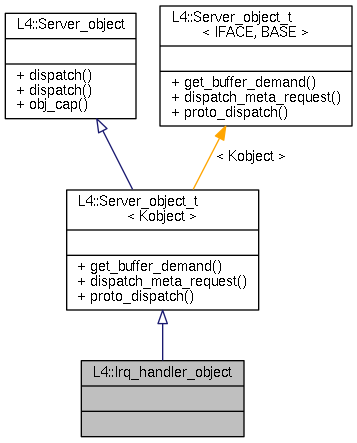 L4::Server_object
+ dispatch()
+ dispatch()
+ obj_cap()
L4::Server_object_t
< IFACE, BASE >
+ get_buffer_demand()
+ dispatch_meta_request()
+ proto_dispatch()
< Kobject >
L4::Server_object_t
< Kobject >
+ get_buffer_demand()
+ dispatch_meta_request()
+ proto_dispatch()
L4::Irq_handler_object